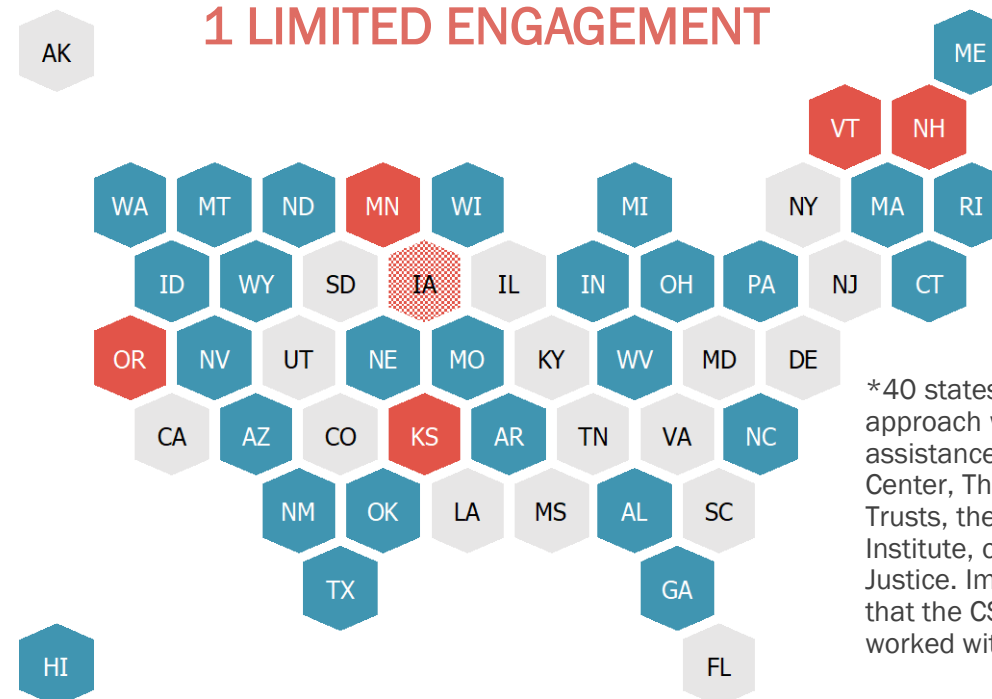 1 LIMITED ENGAGEMENT
AK
ME
VT NH
WA MT ND MN WI MI NY MA RI
ID WY SD IA IL IN OH PA NJ CT
OR NV UT NE MO KY WV MD DE
CA AZ CO KS AR TN VA NC
NM OK LA MS AL SC
TX GA
HI FL
*40 states
approach
assistance
Center, Th
Trusts, the
Institute,
Justice. Im
that the CS
worked wit